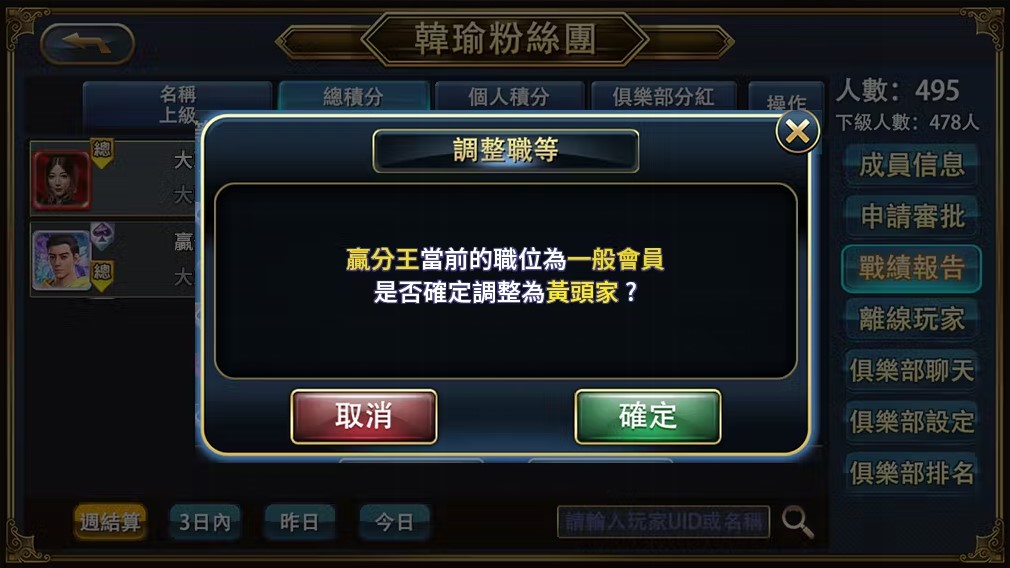 韓瑜粉絲團
名稱
上級
總積分
個人積分
俱樂部分紅
操作
人數：495
下級人數：478人
總
大
大
總
贏
大
調整職等
贏分王當前的職位為一般會員
是否確定調整為黃頭家？
取消
確定
成員信息
申請審批
戰績報告
離線玩家
俱樂部聊天
俱樂部設定
俱樂部排名
週結算
3日內
昨日
今日
請輸入玩家UID或名稱